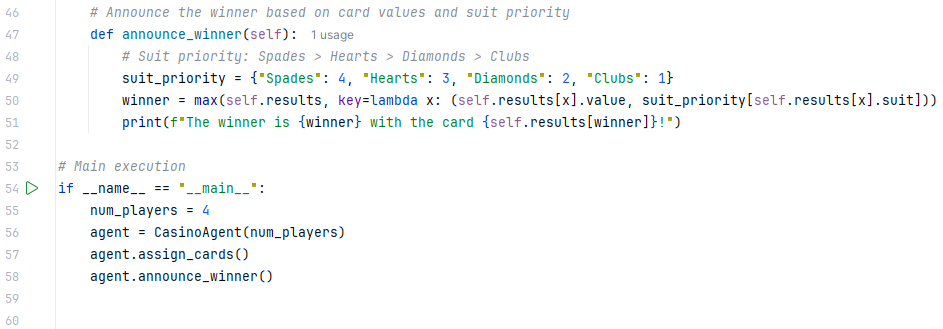 46 # Announce the winner based on card values and suit priority
47 def announce_winner(self): 1 usage
48 # Suit priority: Spades > Hearts > Diamonds > Clubs
49 suit_priority = {"Spades": 4, "Hearts": 3, "Diamonds": 2, "Clubs": 1}
50 winner = max(self.results, key=lambda x: (self.results[x].value, suit_priority[self.results[x].suit]))
51 print(f"The winner is {winner} with the card {self.results[winner]}!")
52
53 # Main execution
54 if __name__ == "__main__":
55 num_players = 4
56 agent = CasinoAgent(num_players)
57 agent.assign_cards()
58 agent.announce_winner()
59
60